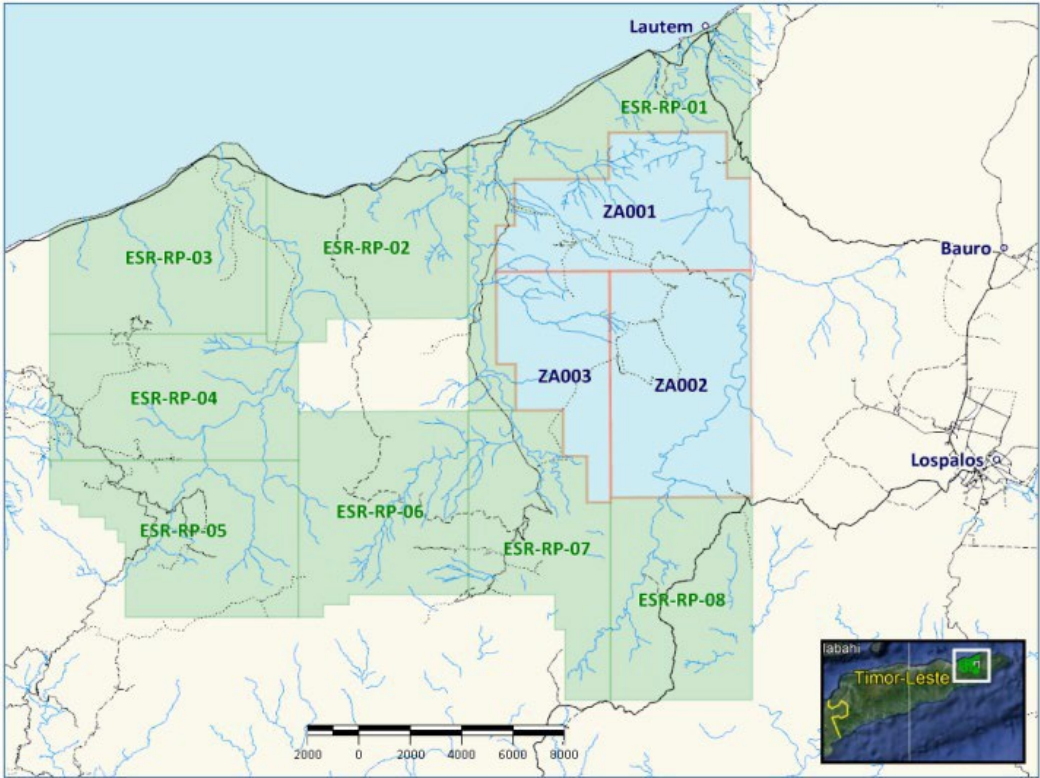 Lautem
ESR-RP-01
ZA001
ESR-RP-02
Bauro
ESR-RP-03
ZA003
ZA002
ESR-RP-04
Lospalos
ESR-RP-06
ESR-RP-05
ESR-RP-07
ESR-RP-08
labahi
Timor-Leste
2000 0 2000 4000 6000 8000